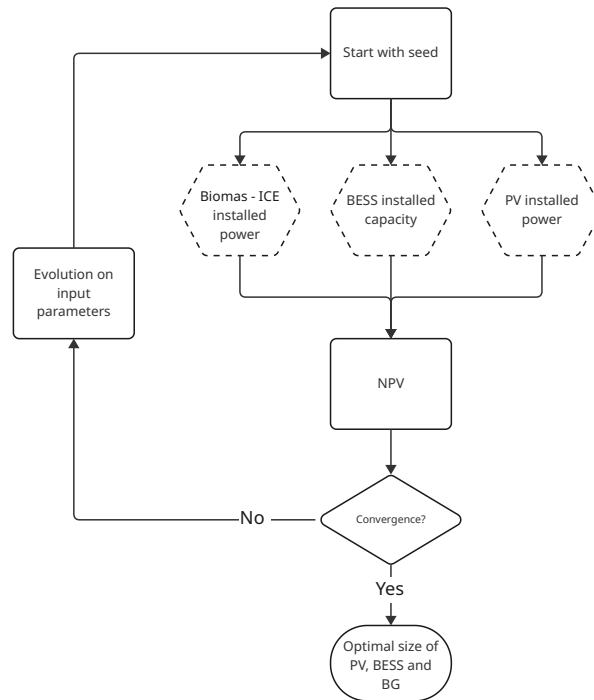 Start with seed
Biomas - ICE
installed
power
BESS installed
capacity
PV installed
power
Evolution on
input
parameters
NPV
Convergence?
No
Yes
Optimal size of
PV, BESS and
BG